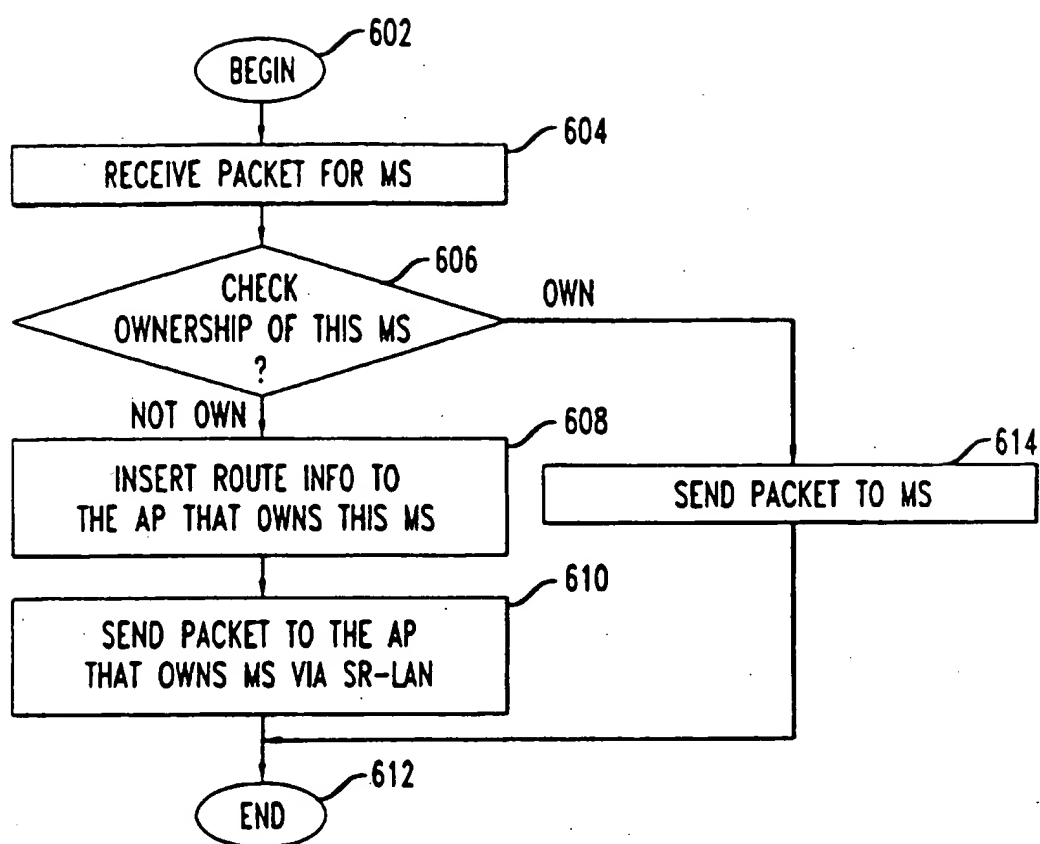 602
BEGIN
604
RECEIVE PACKET FOR MS
606
CHECK
OWNERSHIP OF THIS MS
?
OWN
NOT OWN
608
INSERT ROUTE INFO TO
THE AP THAT OWNS THIS MS
614
SEND PACKET TO MS
610
SEND PACKET TO THE AP
THAT OWNS MS VIA SR-LAN
612
END